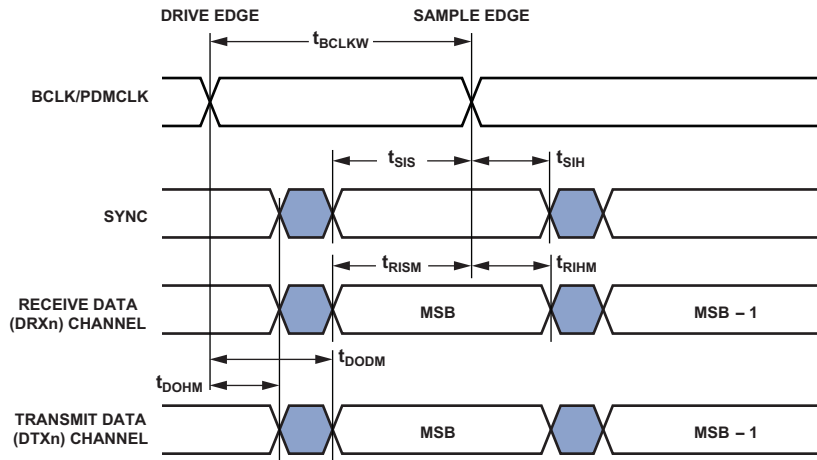 DRIVE EDGE
SAMPLE EDGE
tBCLKW
BCLK/PDMCLK
tSIS
tSIH
SYNC
tRISM
tRIHM
RECEIVE DATA
(DRXn) CHANNEL
MSB
MSB – 1
tDODM
tDOHM
TRANSMIT DATA
(DTXn) CHANNEL
MSB
MSB – 1